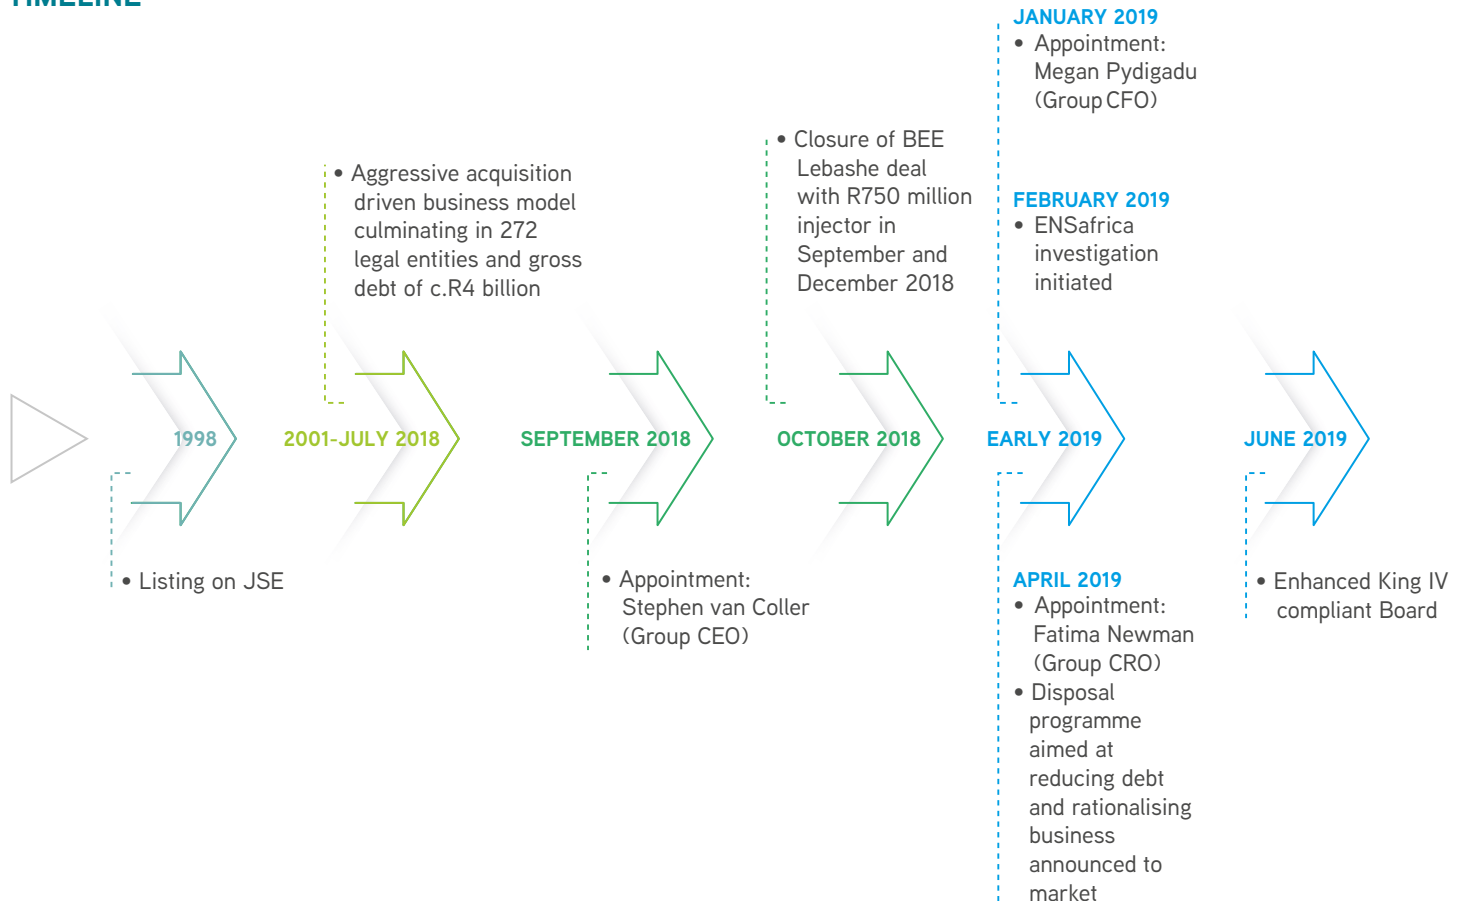 TIMELINE
1998
• Listing on JSE
2001-JULY 2018
• Aggressive acquisition
driven business model
culminating in 272
legal entities and gross
debt of c.R4 billion
SEPTEMBER 2018
• Appointment:
Stephen van Coller
(Group CEO)
OCTOBER 2018
• Closure of BEE
Lebashe deal
with R750 million
injector in
September and
December 2018
EARLY 2019
JANUARY 2019
• Appointment:
Megan Pydigadu
(Group CFO)
FEBRUARY 2019
• ENSafrica
investigation
initiated
APRIL 2019
• Appointment:
Fatima Newman
(Group CRO)
• Disposal
programme
aimed at
reducing debt
and rationalising
business
announced to
market
JUNE 2019
• Enhanced King IV
compliant Board